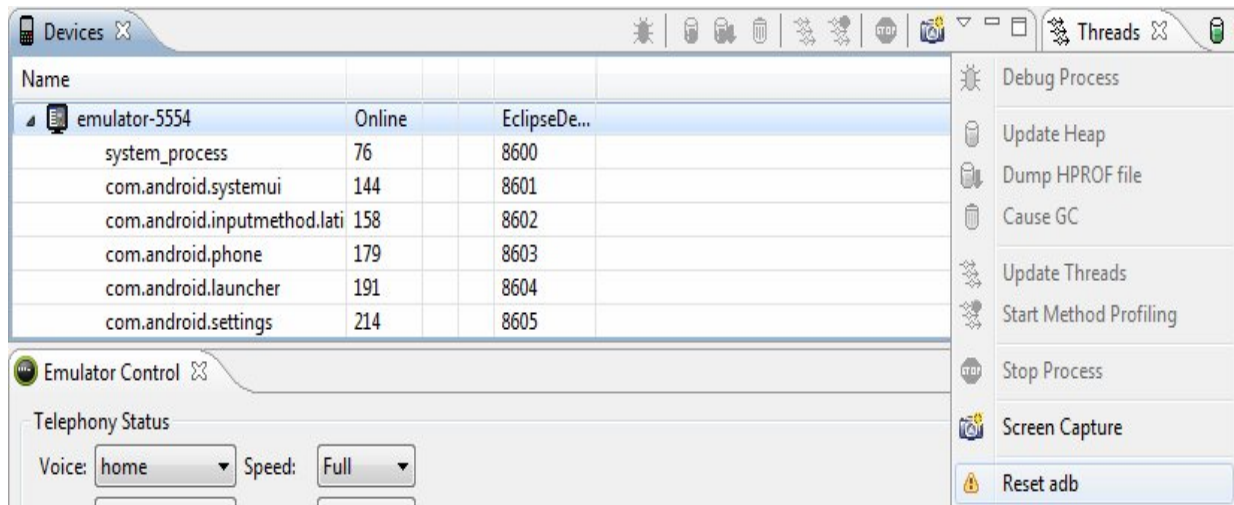 Devices
Threads
Name
emulator-5554 Online EclipseDe...
system_process 76 8600
com.android.systemui 144 8601
com.android.inputmethod.lati 158 8602
com.android.phone 179 8603
com.android.launcher 191 8604
com.android.settings 214 8605
Emulator Control
Telephony Status
Voice: home Speed: Full
Debug Process
Update Heap
Dump HPROF file
Cause GC
Update Threads
Start Method Profiling
STOP
Stop Process
Screen Capture
Reset adb